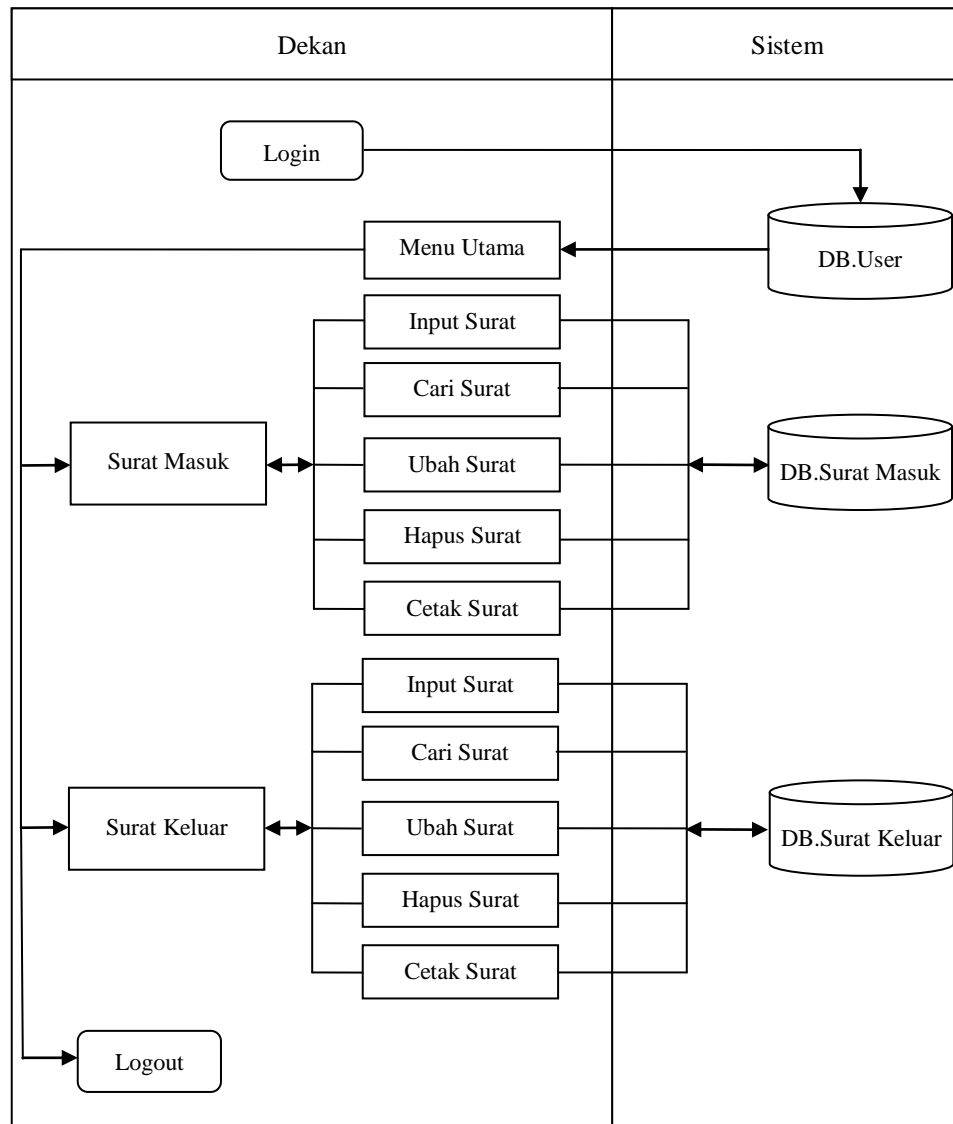 Dekan
Sistem
Login
Menu Utama
DB.User
Input Surat
Cari Surat
Surat Masuk
Ubah Surat
DB.Surat Masuk
Hapus Surat
Cetak Surat
Input Surat
Cari Surat
Surat Keluar
Ubah Surat
DB.Surat Keluar
Hapus Surat
Cetak Surat
Logout